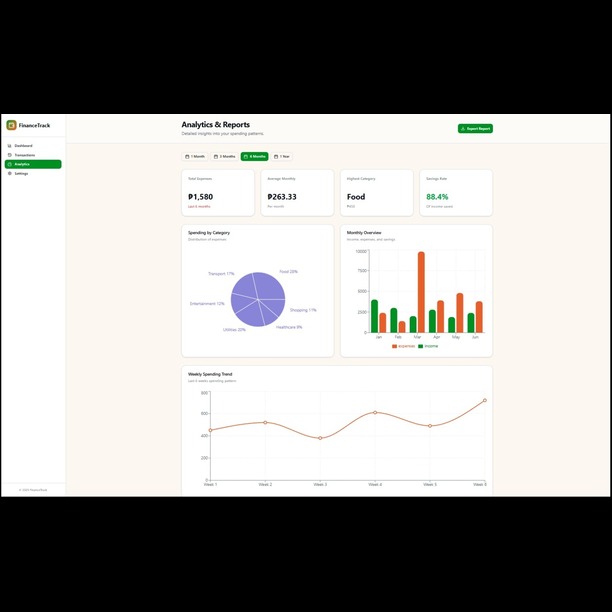 FinanceTrack
Dashboard
Transactions
Analytics
Settings
Analytics & Reports
Detailed insights into your spending patterns.
Export Report
1 Month
3 Months
6 Months
1 Year
Total Expenses
₱1,580
Last 6 months
Average Monthly
₱263.33
Per month
Highest Category
Food
Savings Rate
88.4%
Of income saved
Spending by Category
Distribution of expenses
Transport 17%
Food 28%
Entertainment 12%
Shopping 11%
Utilities 20%
Healthcare 9%
Monthly Overview
Income, expenses, and savings
10000
7500
5000
2500
0
Jan Feb Mar Apr May Jun
expenses income
Weekly Spending Trend
Last 6 weeks spending pattern
800
600
400
200
0
Week 1 Week 2 Week 3 Week 4 Week 5 Week 6
FinanceTrack